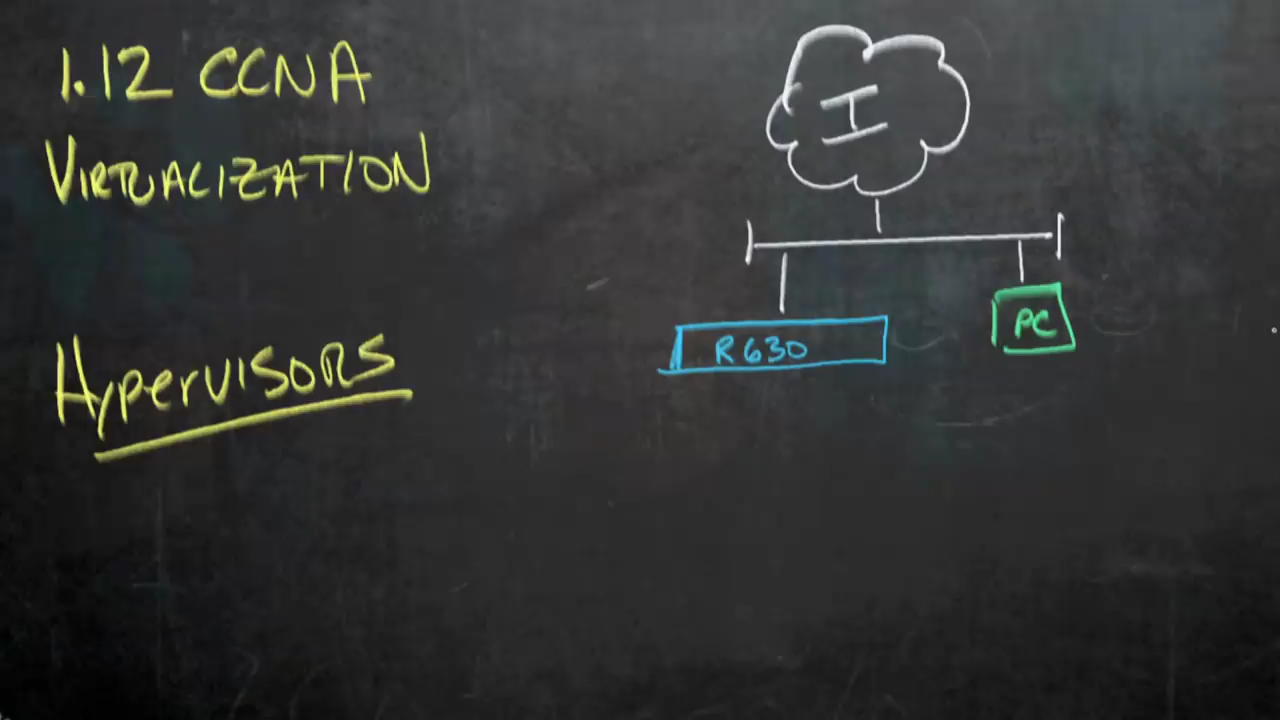 1.12 CCNA
VIRTUALIZATION
I
R630
PC
HypERVISORS